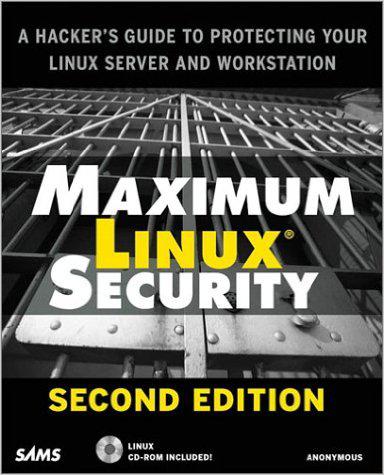 A HACKER'S GUIDE TO PROTECTING YOUR
LINUX SERVER AND WORKSTATION
MAXIMUM
LINUX®
SECURITY
SECOND EDITION
SAMS
LINUX
CD-ROM INCLUDED!
ANONYMOUS